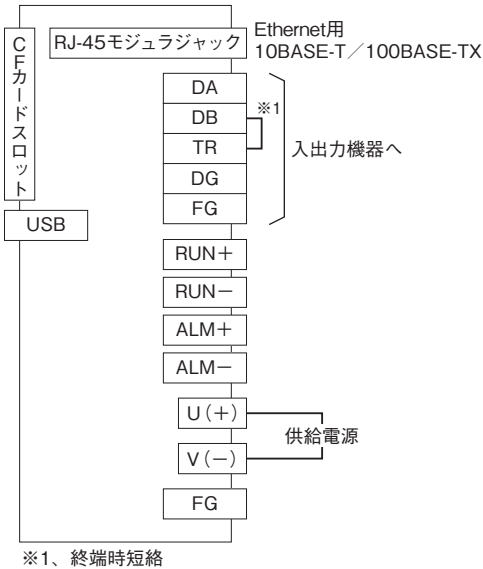 CFカードスロット
RJ-45モジュラジャック
Ethernet用
10BASE-T／100BASE-TX
DA
DB
※1
TR
入出力機器へ
DG
FG
USB
RUN＋
RUN－
ALM＋
ALM－
U（＋）
供給電源
V（－）
FG
※1、終端時短絡